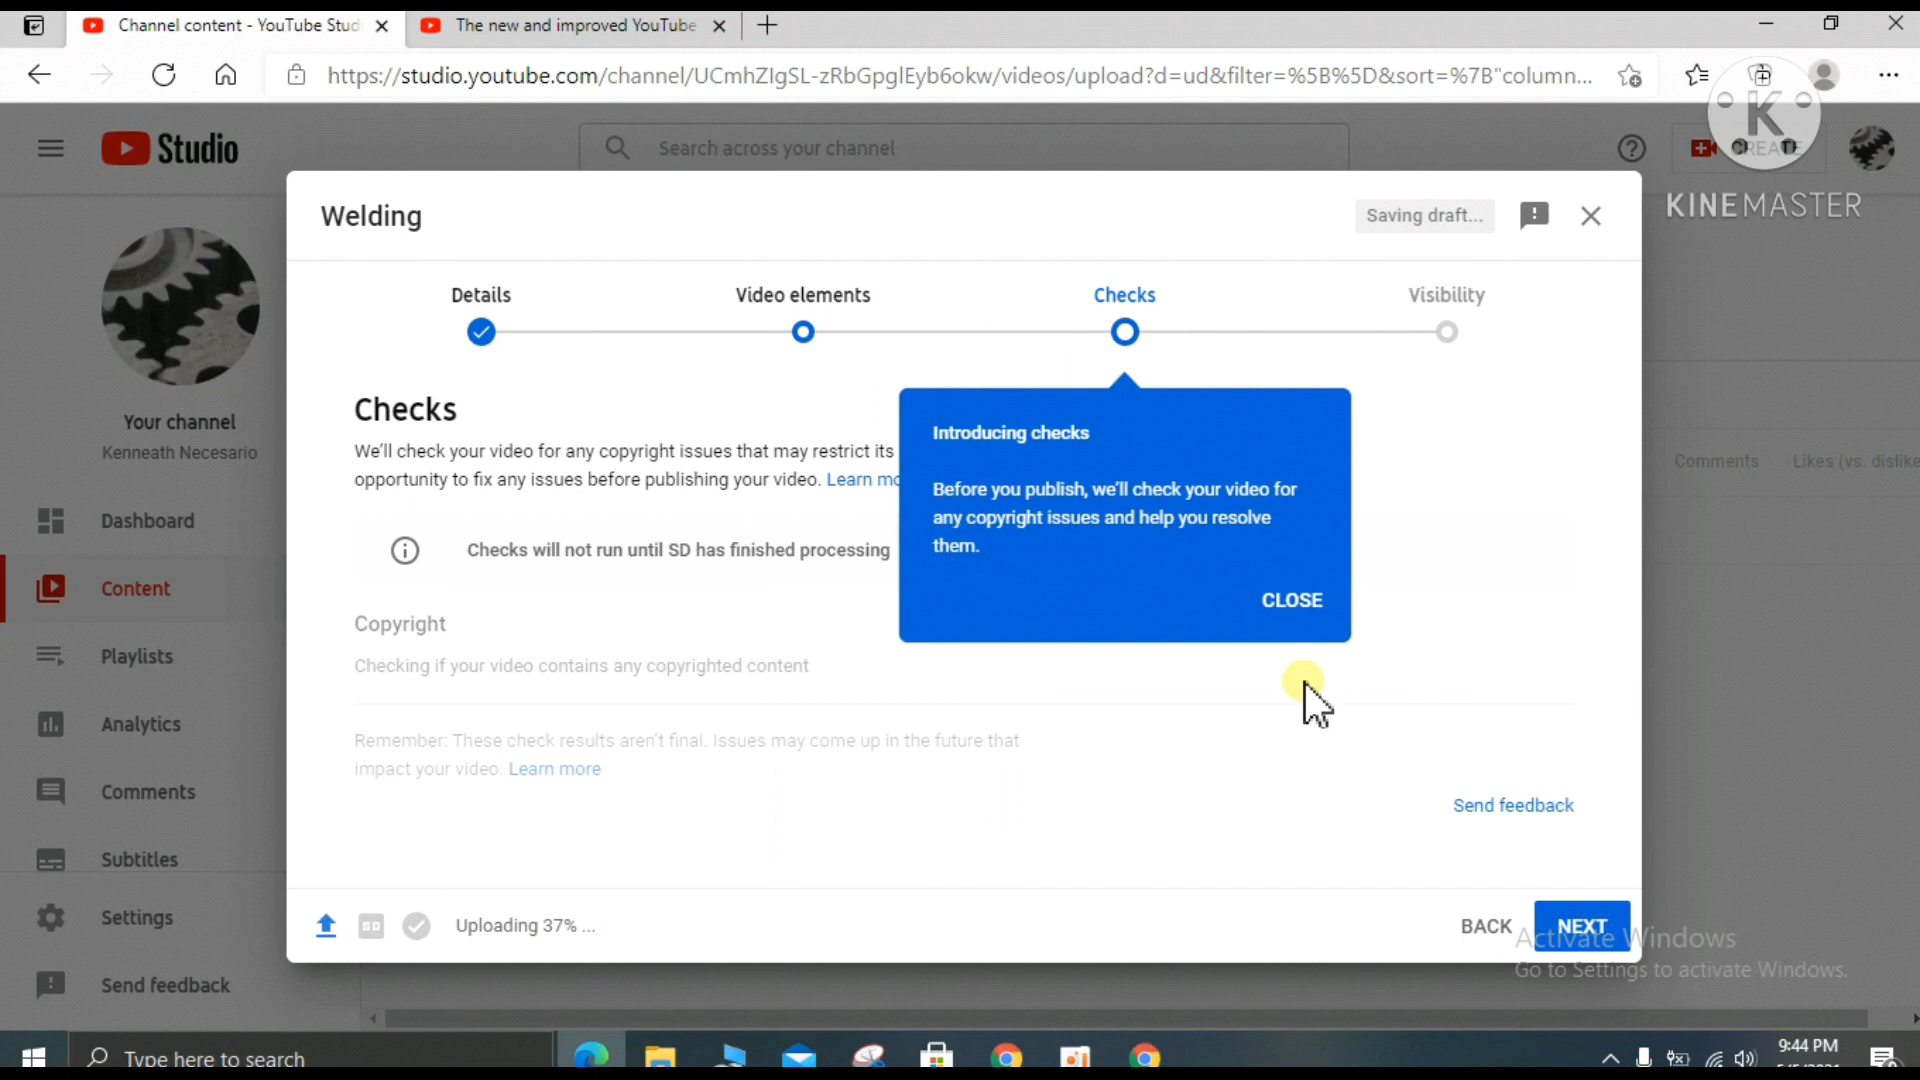 Channel content - YouTube Stud
The new and improved YouTube
https://studio.youtube.com/channel/UCmhZIgSL-zRbGpglEyb6okw/videos/upload?d=ud&filter=%5B%5D&sort=%7B"column...
Studio
Search across your channel
CREATE
K
KINEMASTER
Welding
Saving draft...
Details
Video elements
Checks
Visibility
Your channel
Kenneath Necesario
Checks
We'll check your video for any copyright issues that may restrict its
opportunity to fix any issues before publishing your video. Learn mo
Introducing checks
Before you publish, we'll check your video for
any copyright issues and help you resolve
them.
CLOSE
Comments
Likes (vs. dislike
Dashboard
Content
Playlists
Analytics
Comments
Subtitles
Settings
Send feedback
Checks will not run until SD has finished processing
Copyright
Checking if your video contains any copyrighted content
Remember: These check results aren't final. Issues may come up in the future that
impact your video. Learn more
Send feedback
SD
Uploading 37% ...
BACK
NEXT
Activate Windows
Go to Settings to activate Windows.
Type here to search
9:44 PM